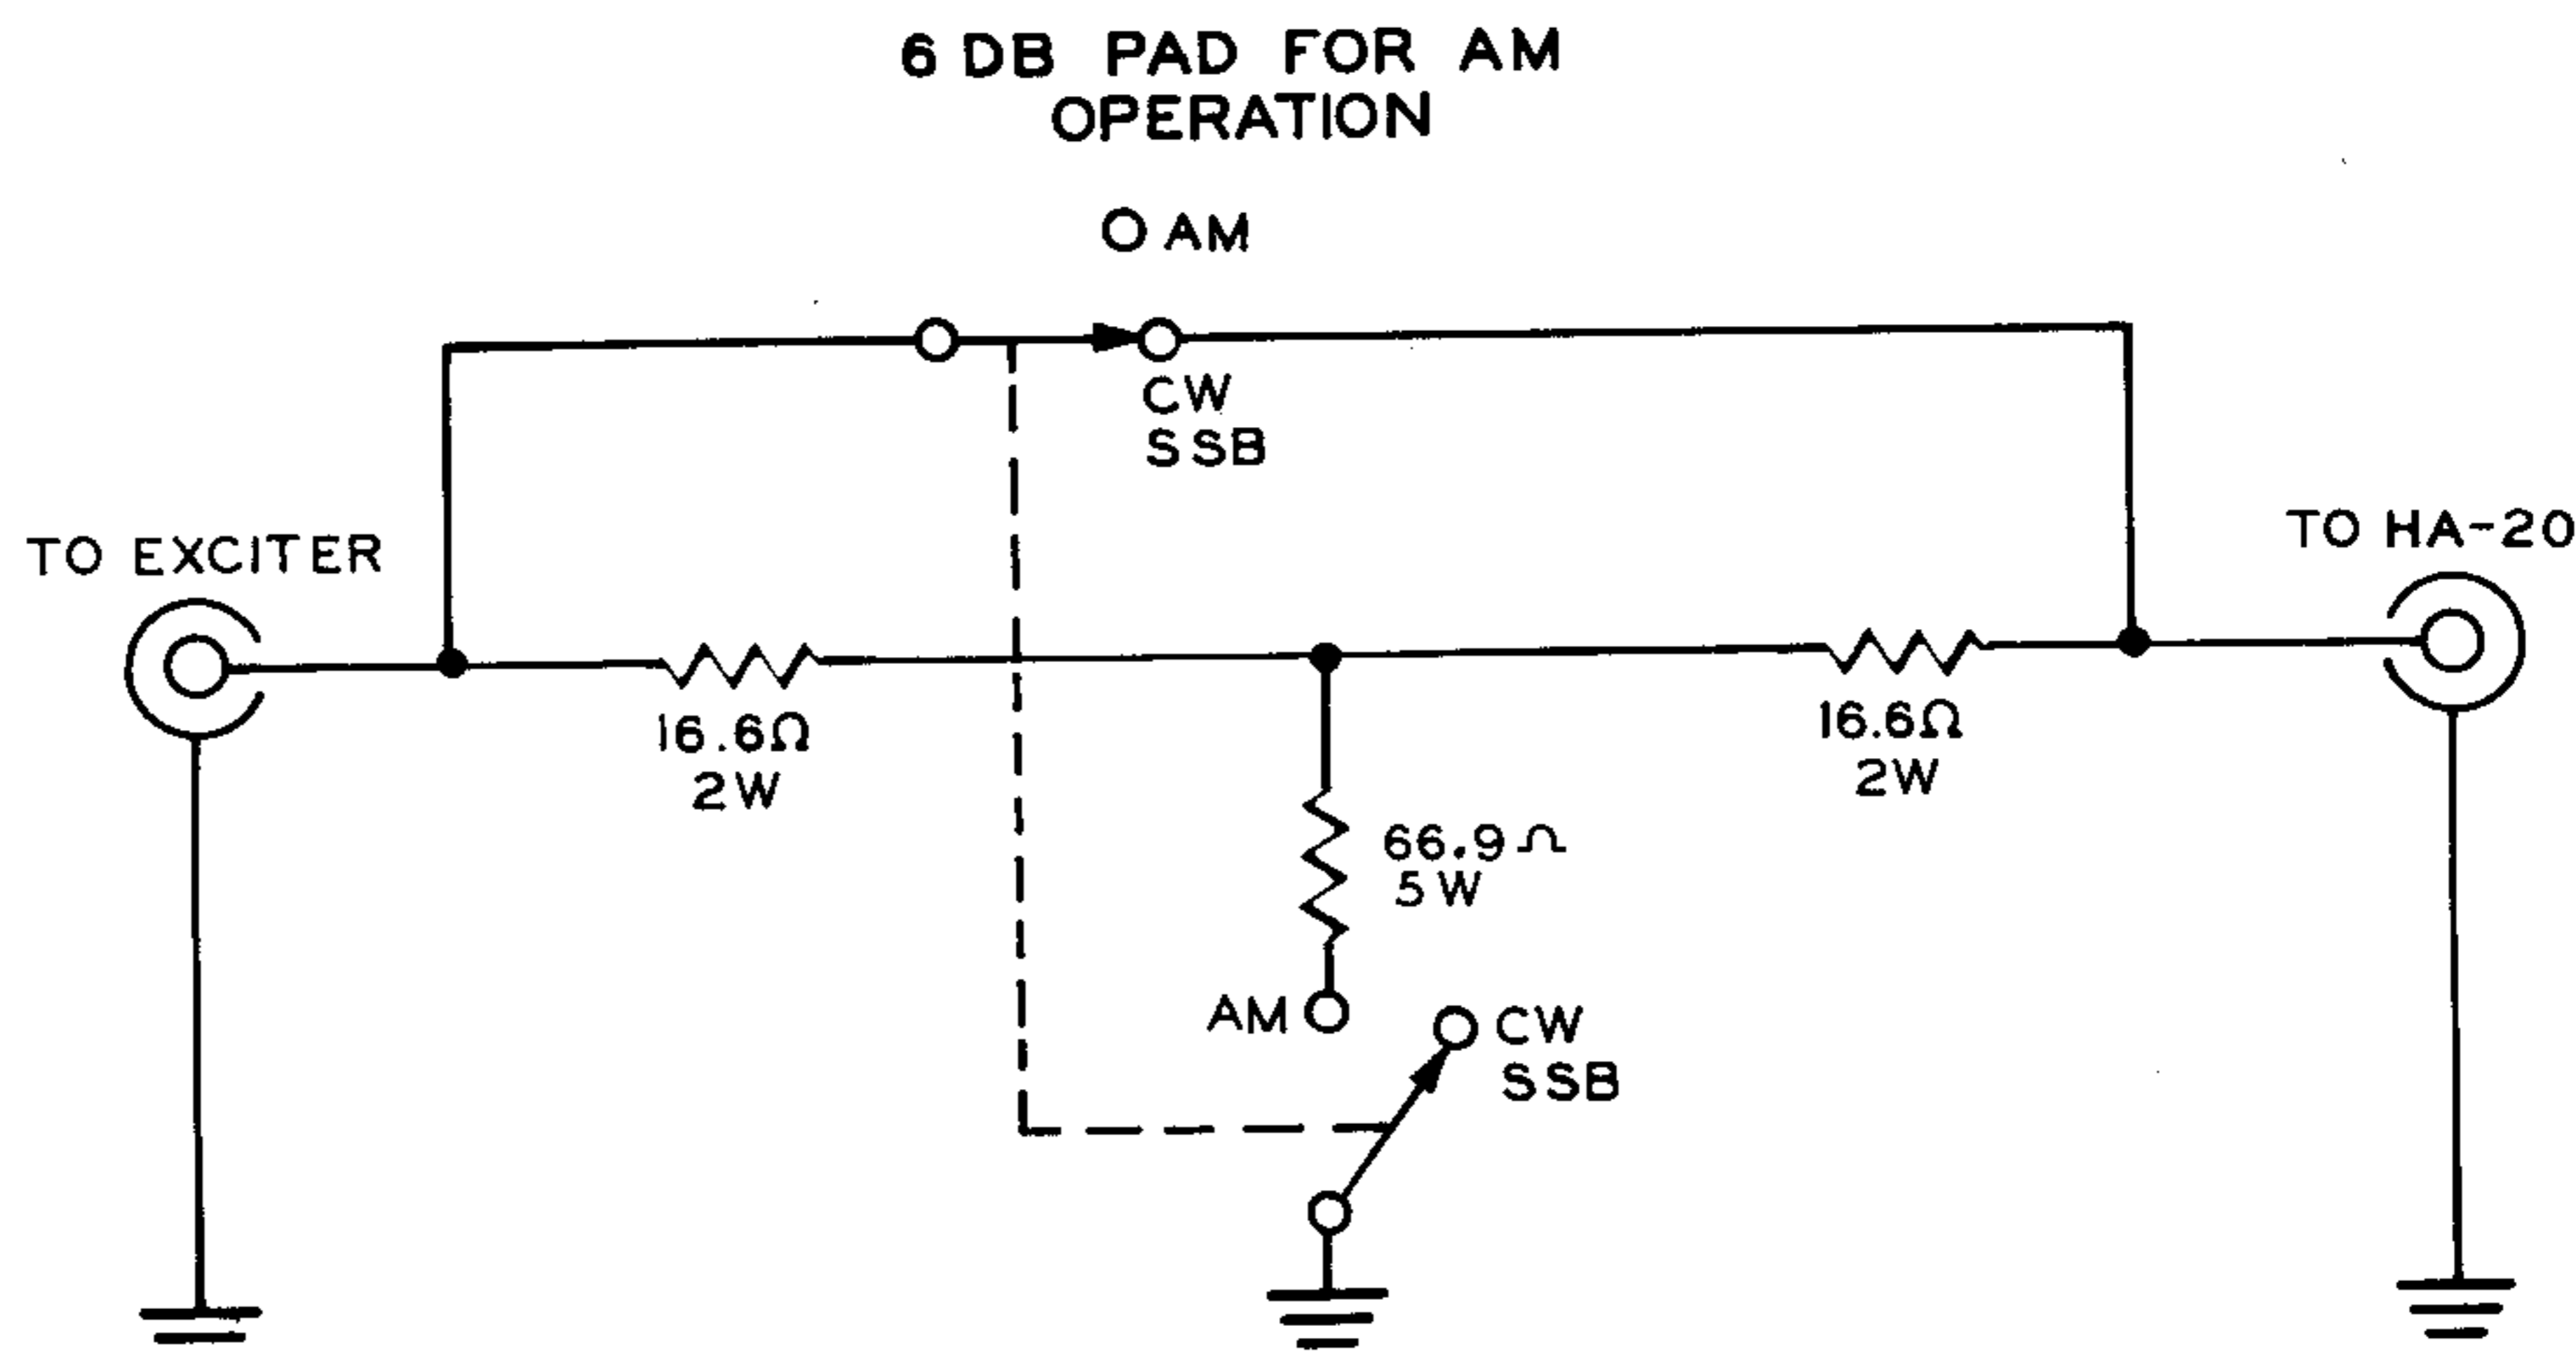 6 DB PAD FOR AM
OPERATION
AM
CW
SSB
TO EXCITER
TO HA-20
16.6Ω
2W
16.6Ω
2W
66.9Ω
5W
AM
CW
SSB